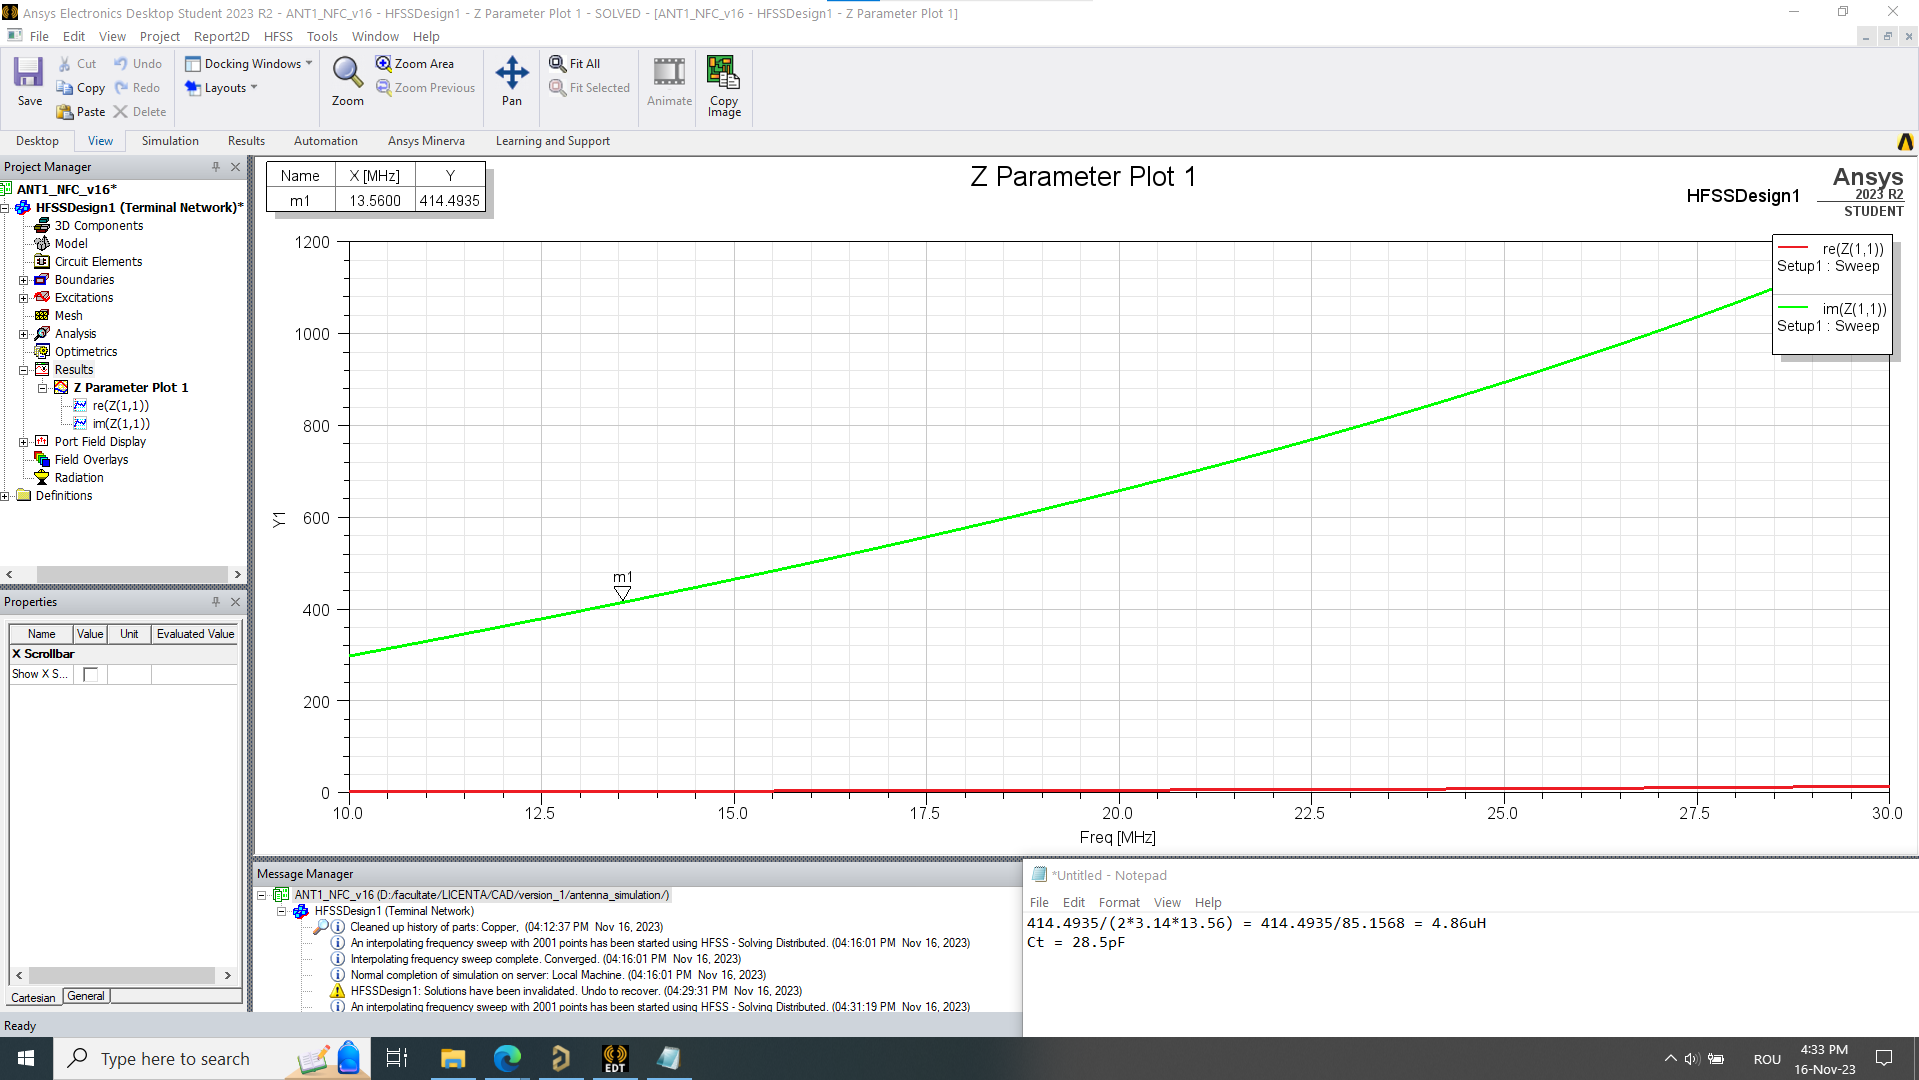 Ansys Electronics Desktop Student 2023 R2 - ANT1_NFC_v16 - HFSSDesign1 - Z Parameter Plot 1 - SOLVED - [ANT1_NFC_v16 - HFSSDesign1 - Z Parameter Plot 1]
File Edit View Project Report2D HFSS Tools Window Help
Save
Cut
Copy
Paste
Undo
Redo
Delete
Docking Windows
Layouts
Zoom
Zoom Area
Zoom Previous
Pan
Fit All
Fit Selected
Animate
Copy
Image
Desktop View Simulation Results Automation Ansys Minerva Learning and Support
Project Manager
ANT1_NFC_v16*
HFSSDesign1 (Terminal Network)*
3D Components
Model
Circuit Elements
Boundaries
Excitations
Mesh
Analysis
Optimetrics
Results
Z Parameter Plot 1
re(Z(1,1))
im(Z(1,1))
Port Field Display
Field Overlays
Radiation
Definitions
Properties
Name Value Unit Evaluated Value
X Scrollbar
Show X S...
Cartesian General
Name X [MHz] Y
m1 13.5600 414.4935
Z Parameter Plot 1
HFSSDesign1
Ansys
2023 R2
STUDENT
re(Z(1,1))
Setup1 : Sweep
im(Z(1,1))
Setup1 : Sweep
1200
1000
800
600
400
200
0
Y1
m1
10.0 12.5 15.0 17.5 20.0 22.5 25.0 27.5 30.0
Freq [MHz]
Message Manager
ANT1_NFC_v16 (D:/facultate/LICENTA/CAD/version_1/antenna_simulation/)
HFSSDesign1 (Terminal Network)
Cleaned up history of parts: Copper, (04:12:37 PM Nov 16, 2023)
An interpolating frequency sweep with 2001 points has been started using HFSS - Solving Distributed. (04:16:01 PM Nov 16, 2023)
Interpolating frequency sweep complete. Converged. (04:16:01 PM Nov 16, 2023)
Normal completion of simulation on server: Local Machine. (04:16:01 PM Nov 16, 2023)
HFSSDesign1: Solutions have been invalidated. Undo to recover. (04:29:31 PM Nov 16, 2023)
An interpolating frequency sweep with 2001 points has been started using HFSS - Solving Distributed. (04:31:19 PM Nov 16, 2023)
*Untitled - Notepad
File Edit Format View Help
414.4935/(2*3.14*13.56) = 414.4935/85.1568 = 4.86uH
Ct = 28.5pF
Ready
Type here to search
EDT
ROU
4:33 PM
16-Nov-23